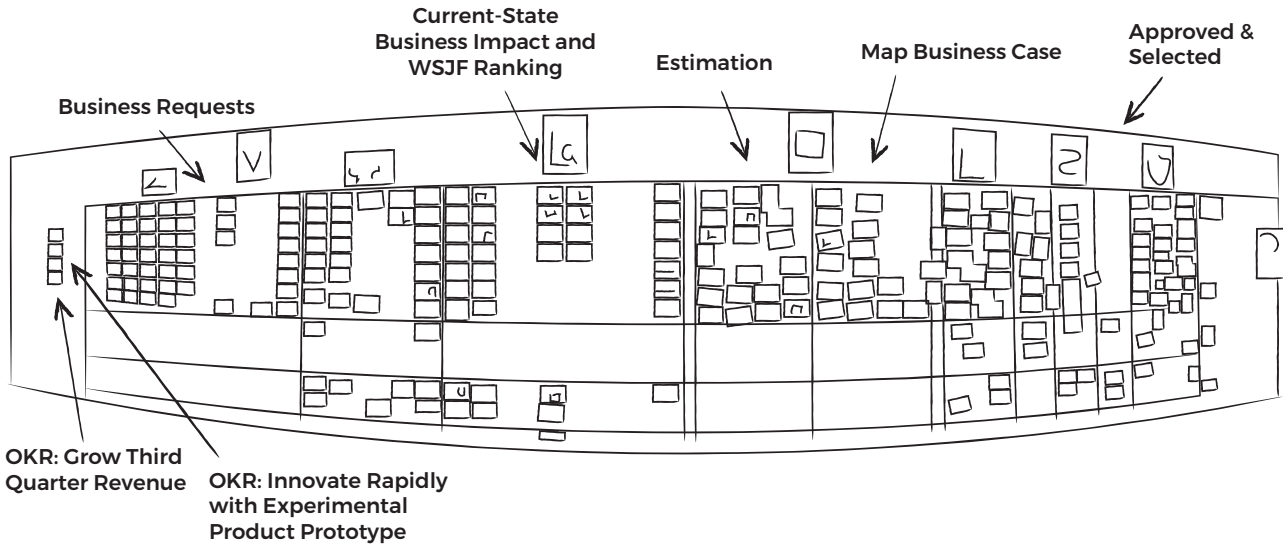 Current-State
Business Impact and
WSJF Ranking
Approved &
Selected
Estimation
Map Business Case
Business Requests
OKR: Grow Third
Quarter Revenue
OKR: Innovate Rapidly
with Experimental
Product Prototype